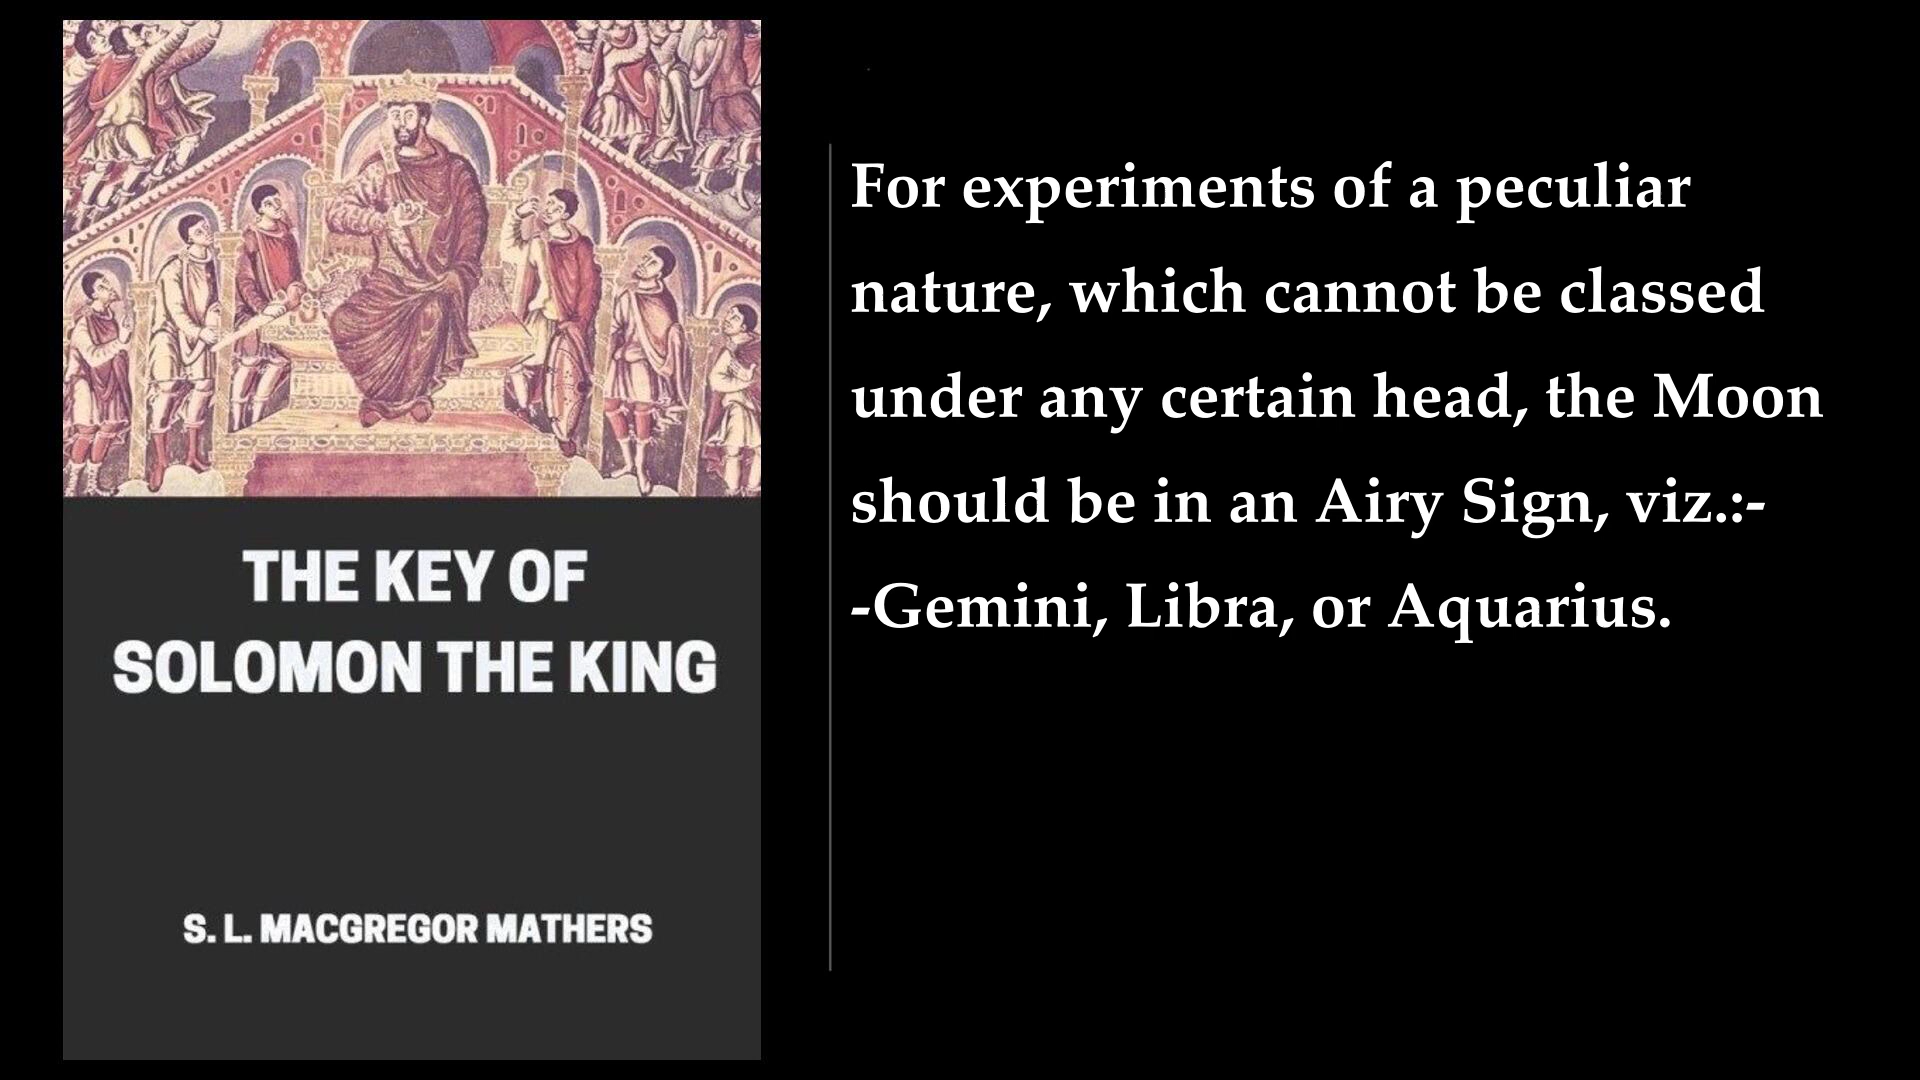 THE KEY OF
SOLOMON THE KING
S. L. MACGREGOR MATHERS
For experiments of a peculiar
nature, which cannot be classed
under any certain head, the Moon
should be in an Airy Sign, viz.:-
-Gemini, Libra, or Aquarius.